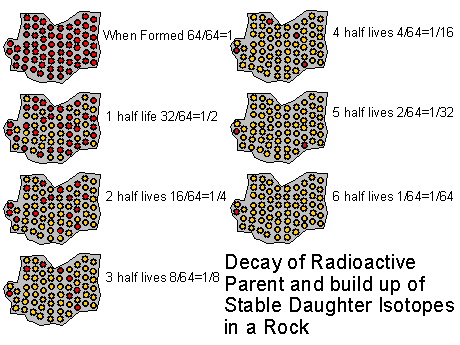 When Formed 64/64=1
1 half life 32/64=1/2
2 half lives 16/64=1/4
3 half lives 8/64=1/8
4 half lives 4/64=1/16
5 half lives 2/64=1/32
6 half lives 1/64=1/64
Decay of Radioactive
Parent and build up of
Stable Daughter Isotopes
in a Rock